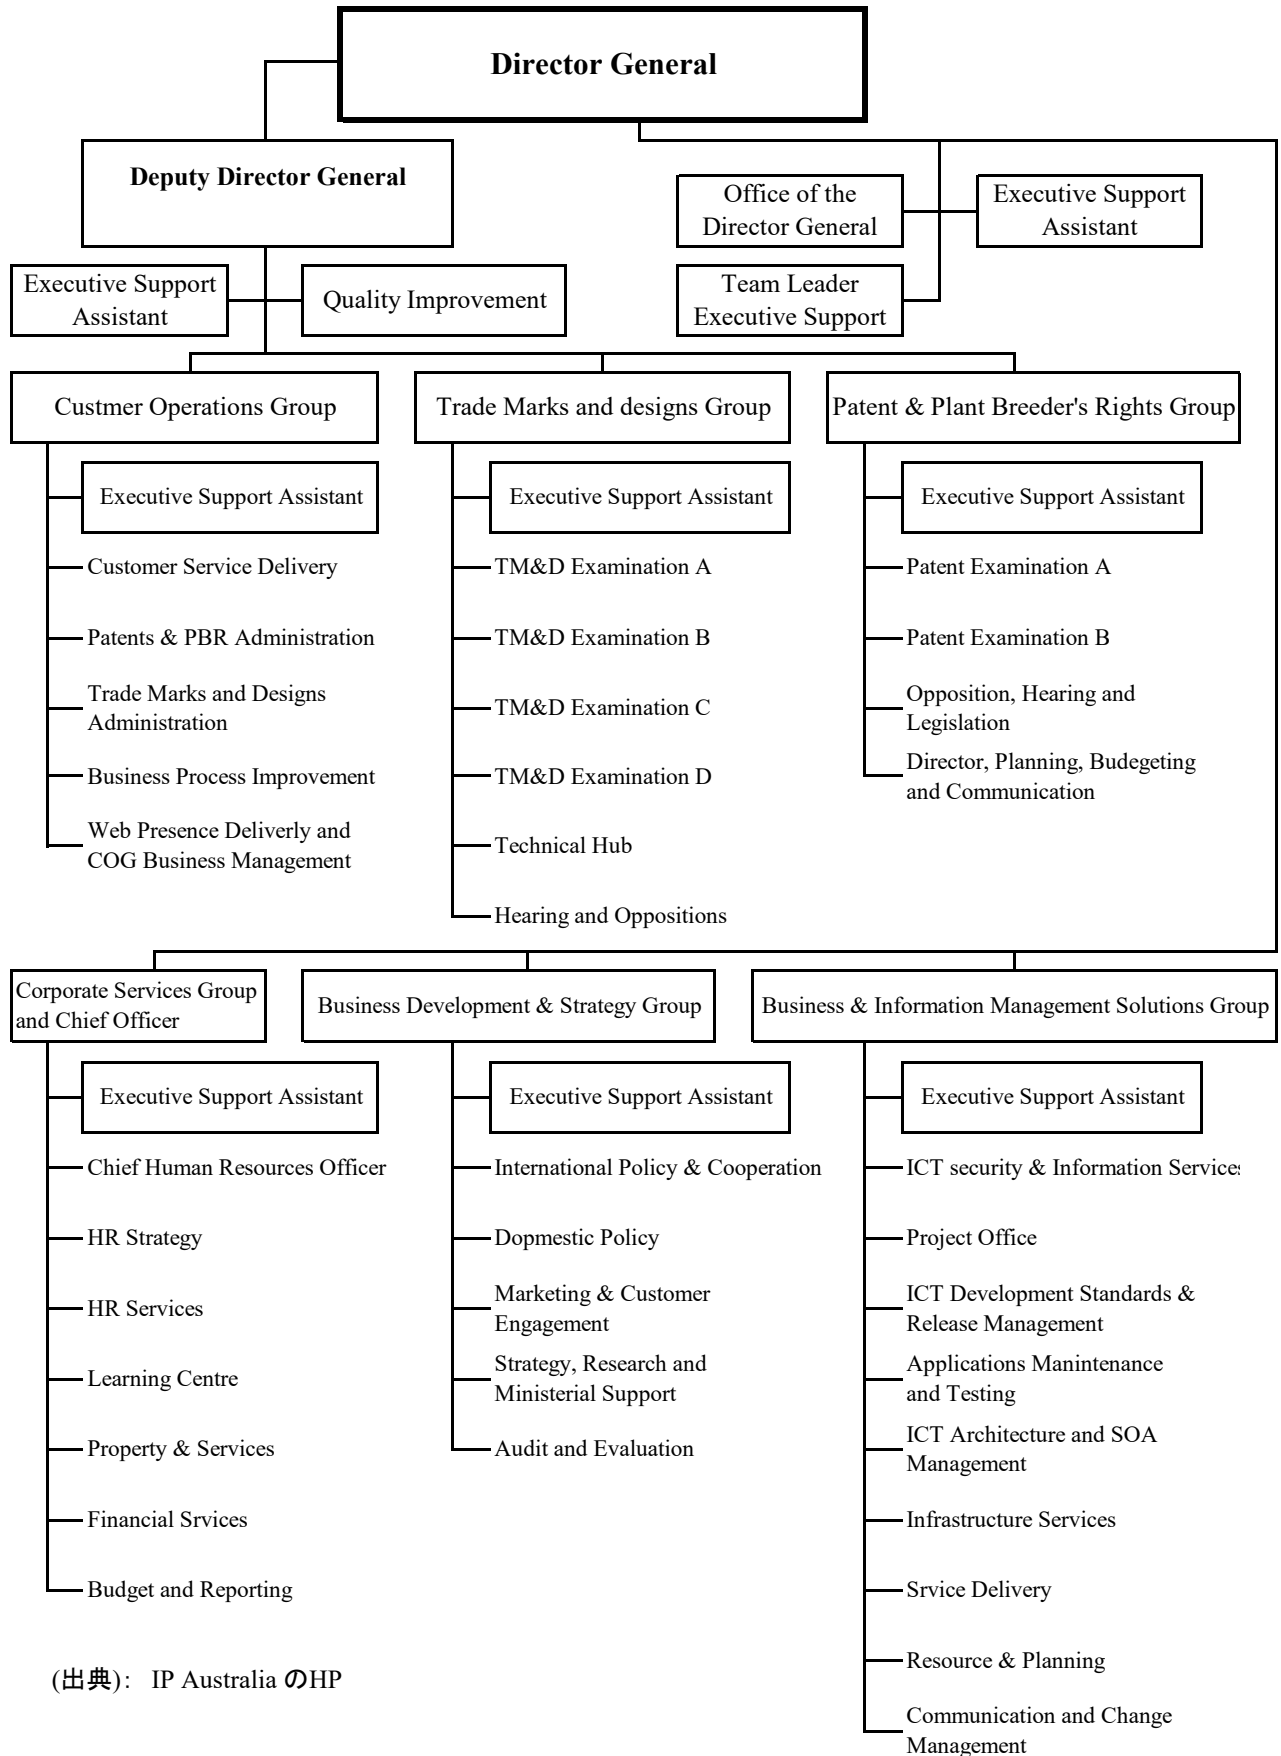 Director General
Deputy Director General
Office of the
Director General
Executive Support
Assistant
Executive Support
Assistant
Quality Improvement
Team Leader
Executive Support
Custmer Operations Group
Trade Marks and designs Group
Patent & Plant Breeder's Rights Group
Executive Support Assistant
Customer Service Delivery
Patents & PBR Administration
Trade Marks and Designs
Administration
Business Process Improvement
Web Presence Deliverly and
COG Business Management
Executive Support Assistant
TM&D Examination A
TM&D Examination B
TM&D Examination C
TM&D Examination D
Technical Hub
Hearing and Oppositions
Executive Support Assistant
Patent Examination A
Patent Examination B
Opposition, Hearing and
Legislation
Director, Planning, Budegeting
and Communication
Corporate Services Group
and Chief Officer
Business Development & Strategy Group
Business & Information Management Solutions Group
Executive Support Assistant
Chief Human Resources Officer
HR Strategy
HR Services
Learning Centre
Property & Services
Financial Srvices
Budget and Reporting
Executive Support Assistant
International Policy & Cooperation
Dopmestic Policy
Marketing & Customer
Engagement
Strategy, Research and
Ministerial Support
Audit and Evaluation
Executive Support Assistant
ICT security & Information Services
Project Office
ICT Development Standards &
Release Management
Applications Manintenance
and Testing
ICT Architecture and SOA
Management
Infrastructure Services
Srvice Delivery
Resource & Planning
Communication and Change
Management
(出典): IP Australia のHP